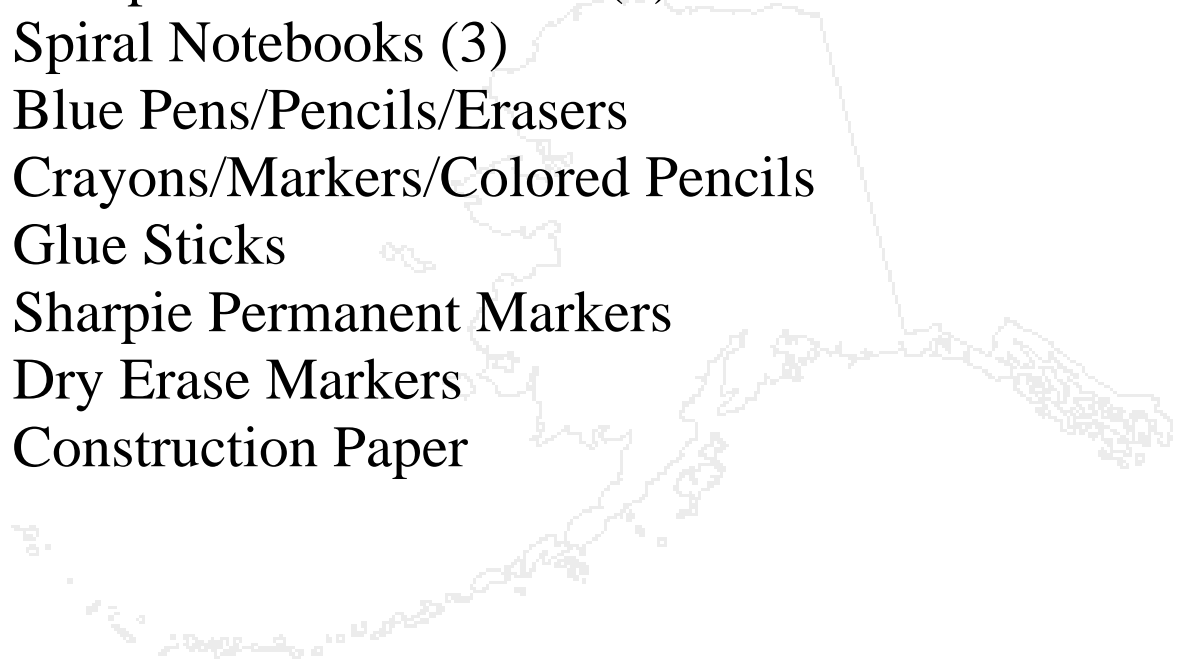 Spiral Notebooks (3)
Blue Pens/Pencils/Erasers
Crayons/Markers/Colored Pencils
Glue Sticks
Sharpie Permanent Markers
Dry Erase Markers
Construction Paper